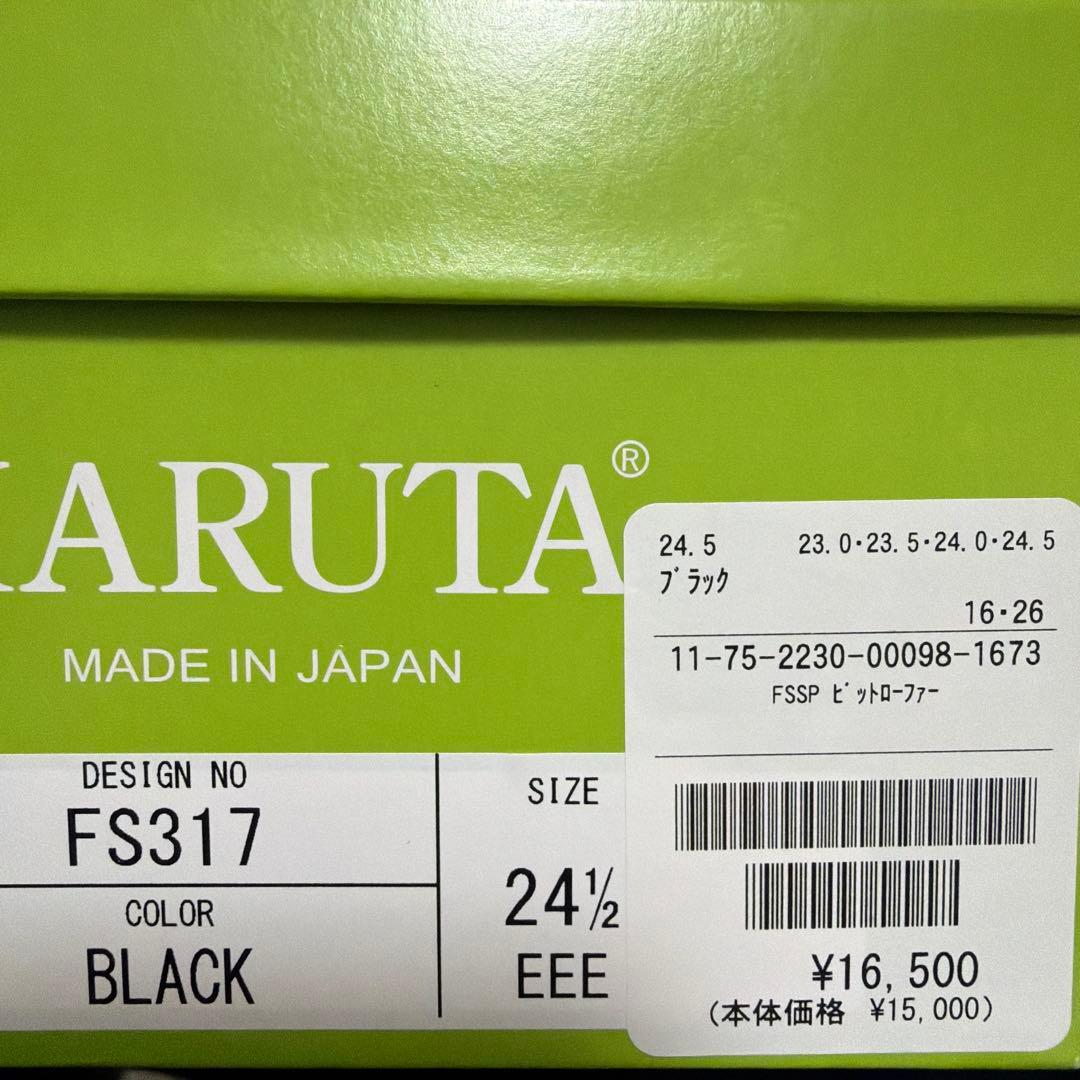 ARUTA®
MADE IN JAPAN
DESIGN NO
FS317
COLOR
BLACK
SIZE
24½
EEE
24.5 23.0・23.5・24.0・24.5
ブラック
16・26
11-75-2230-00098-1673
FSSP ビットローファー
¥16,500
(本体価格 ¥15,000)